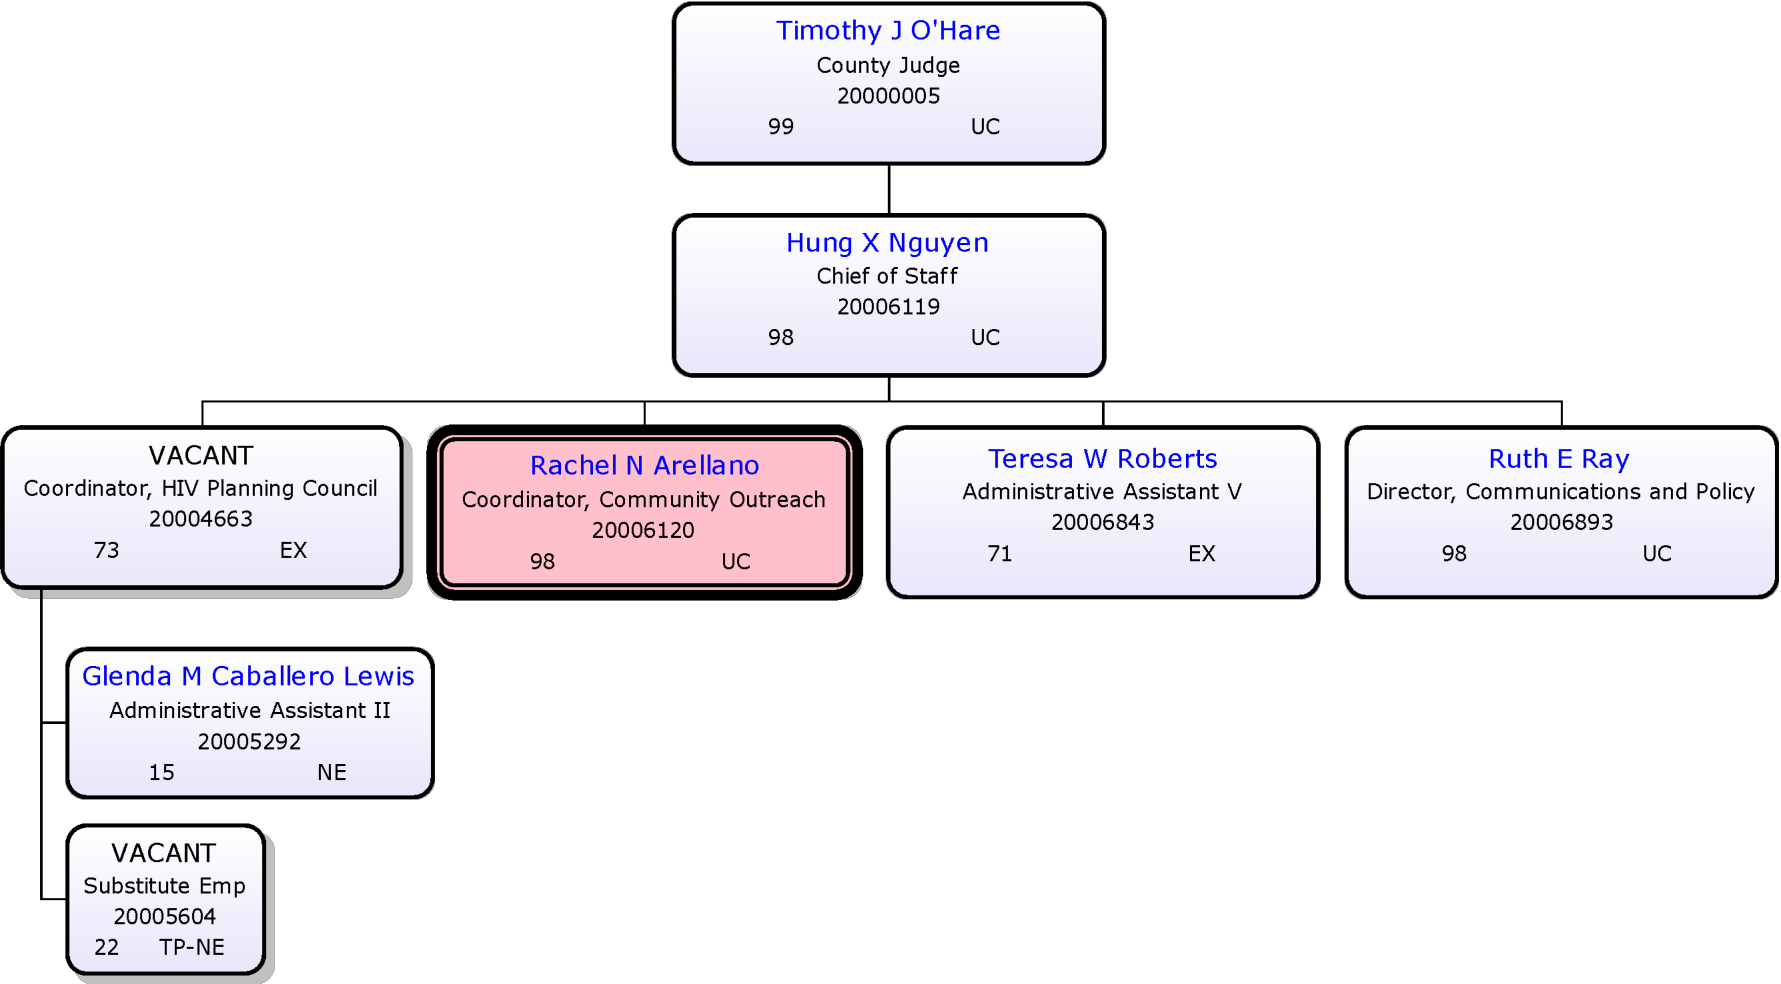 Timothy J O'Hare
County Judge
20000005
99 UC
Hung X Nguyen
Chief of Staff
20006119
98 UC
VACANT
Coordinator, HIV Planning Council
20004663
73 EX
Rachel N Arellano
Coordinator, Community Outreach
20006120
98 UC
Teresa W Roberts
Administrative Assistant V
20006843
71 EX
Ruth E Ray
Director, Communications and Policy
20006893
98 UC
Glenda M Caballero Lewis
Administrative Assistant II
20005292
15 NE
VACANT
Substitute Emp
20005604
22 TP-NE